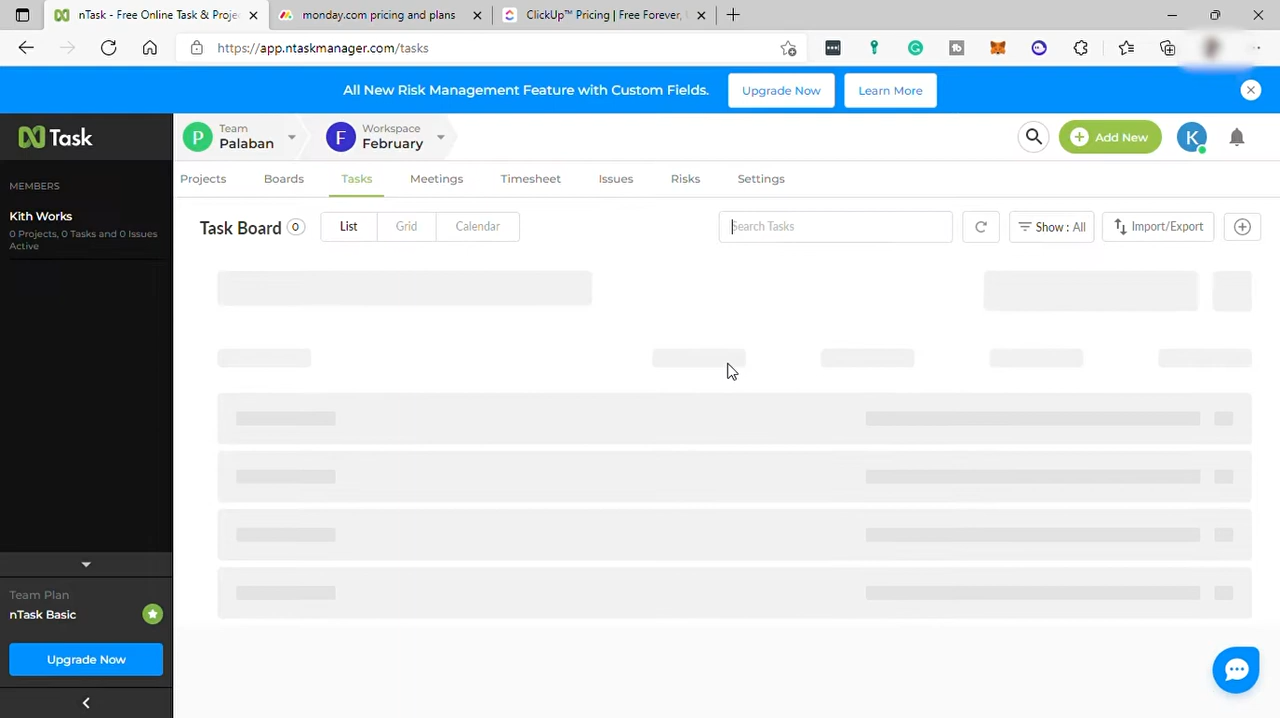 nTask - Free Online Task & Proje
monday.com pricing and plans
ClickUp™ Pricing | Free Forever,
https://app.ntaskmanager.com/tasks
All New Risk Management Feature with Custom Fields.
Upgrade Now
Learn More
Task
P
Team
Palaban
F
Workspace
February
Add New
K
MEMBERS
Kith Works
0 Projects, 0 Tasks and 0 Issues
Active
Projects
Boards
Tasks
Meetings
Timesheet
Issues
Risks
Settings
Task Board 0
List
Grid
Calendar
Search Tasks
Show : All
Import/Export
Team Plan
nTask Basic
Upgrade Now